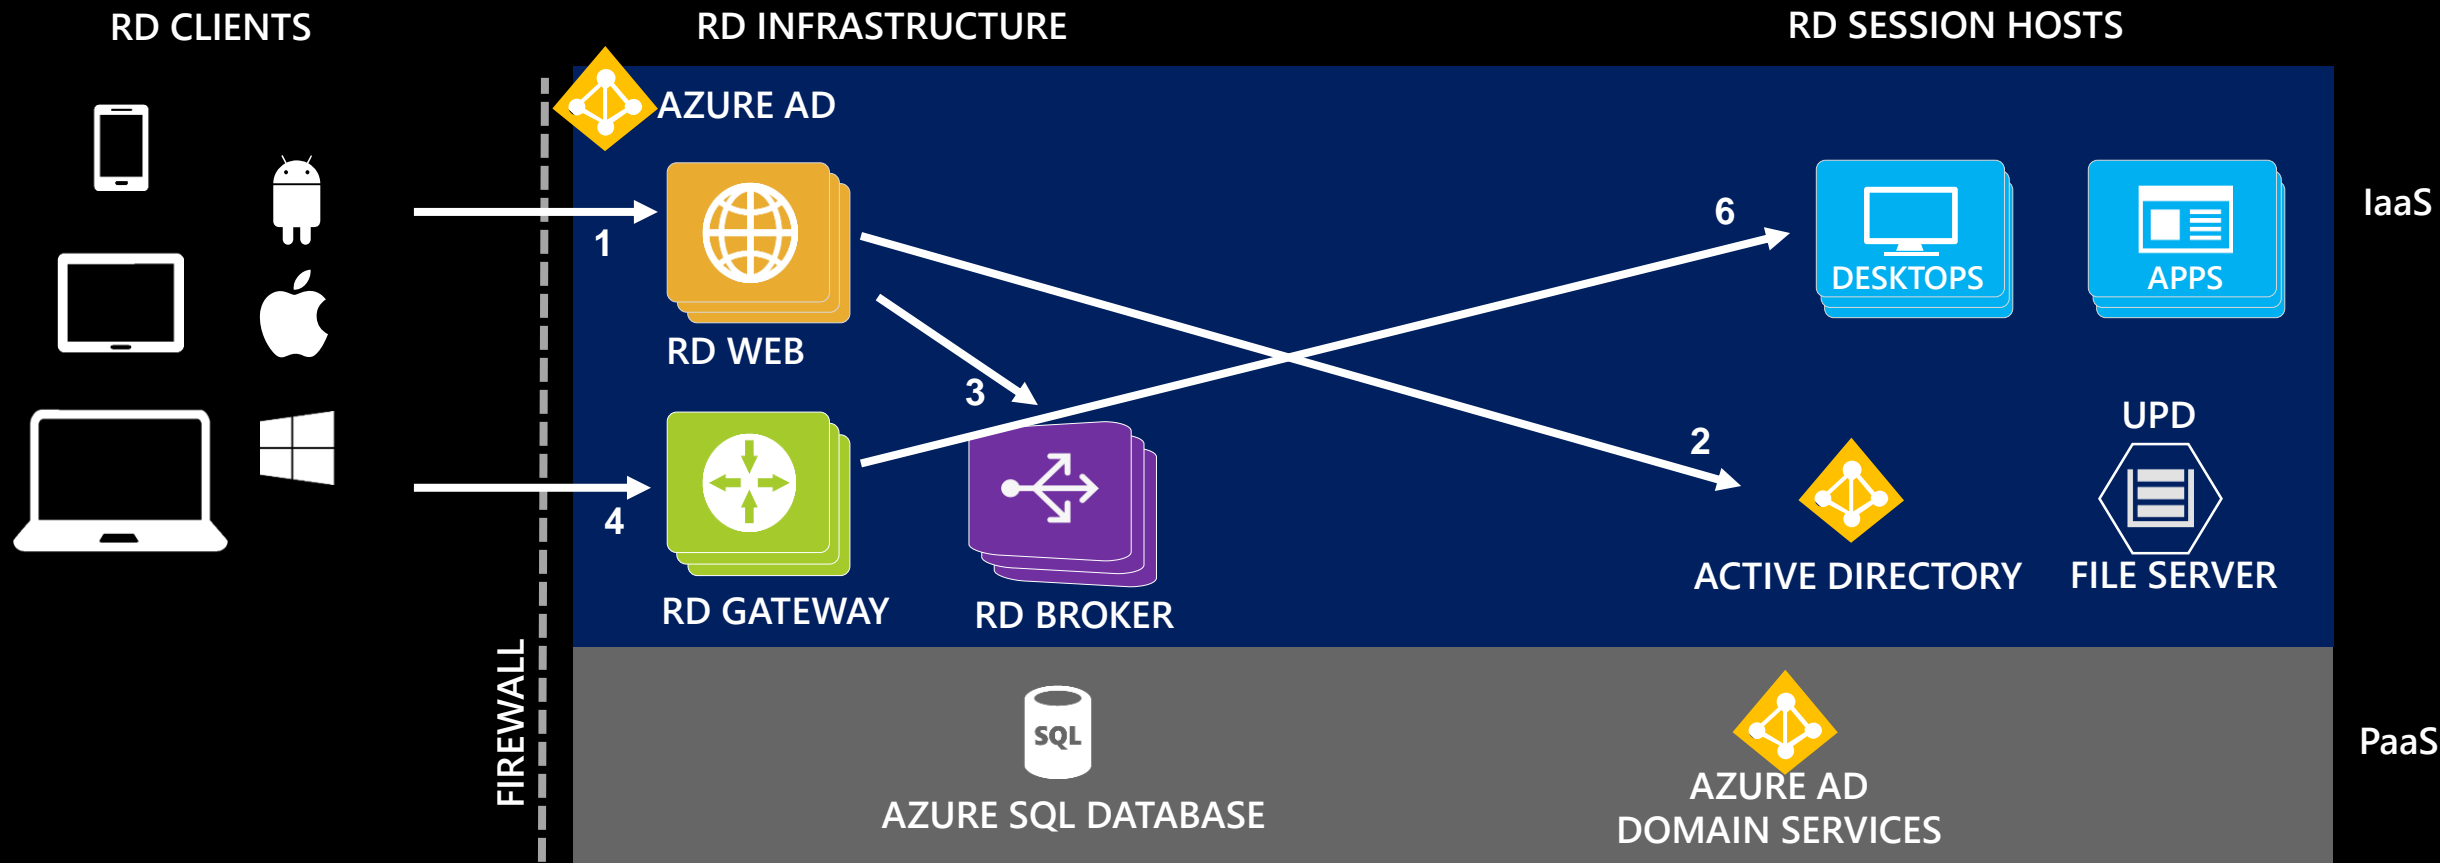 RD CLIENTS
RD INFRASTRUCTURE
RD SESSION HOSTS
AZURE AD
1
RD WEB
6
DESKTOPS
APPS
IaaS
3
2
4
RD GATEWAY
RD BROKER
ACTIVE DIRECTORY
UPD
FILE SERVER
FIREWALL
SQL
AZURE SQL DATABASE
AZURE AD
DOMAIN SERVICES
PaaS